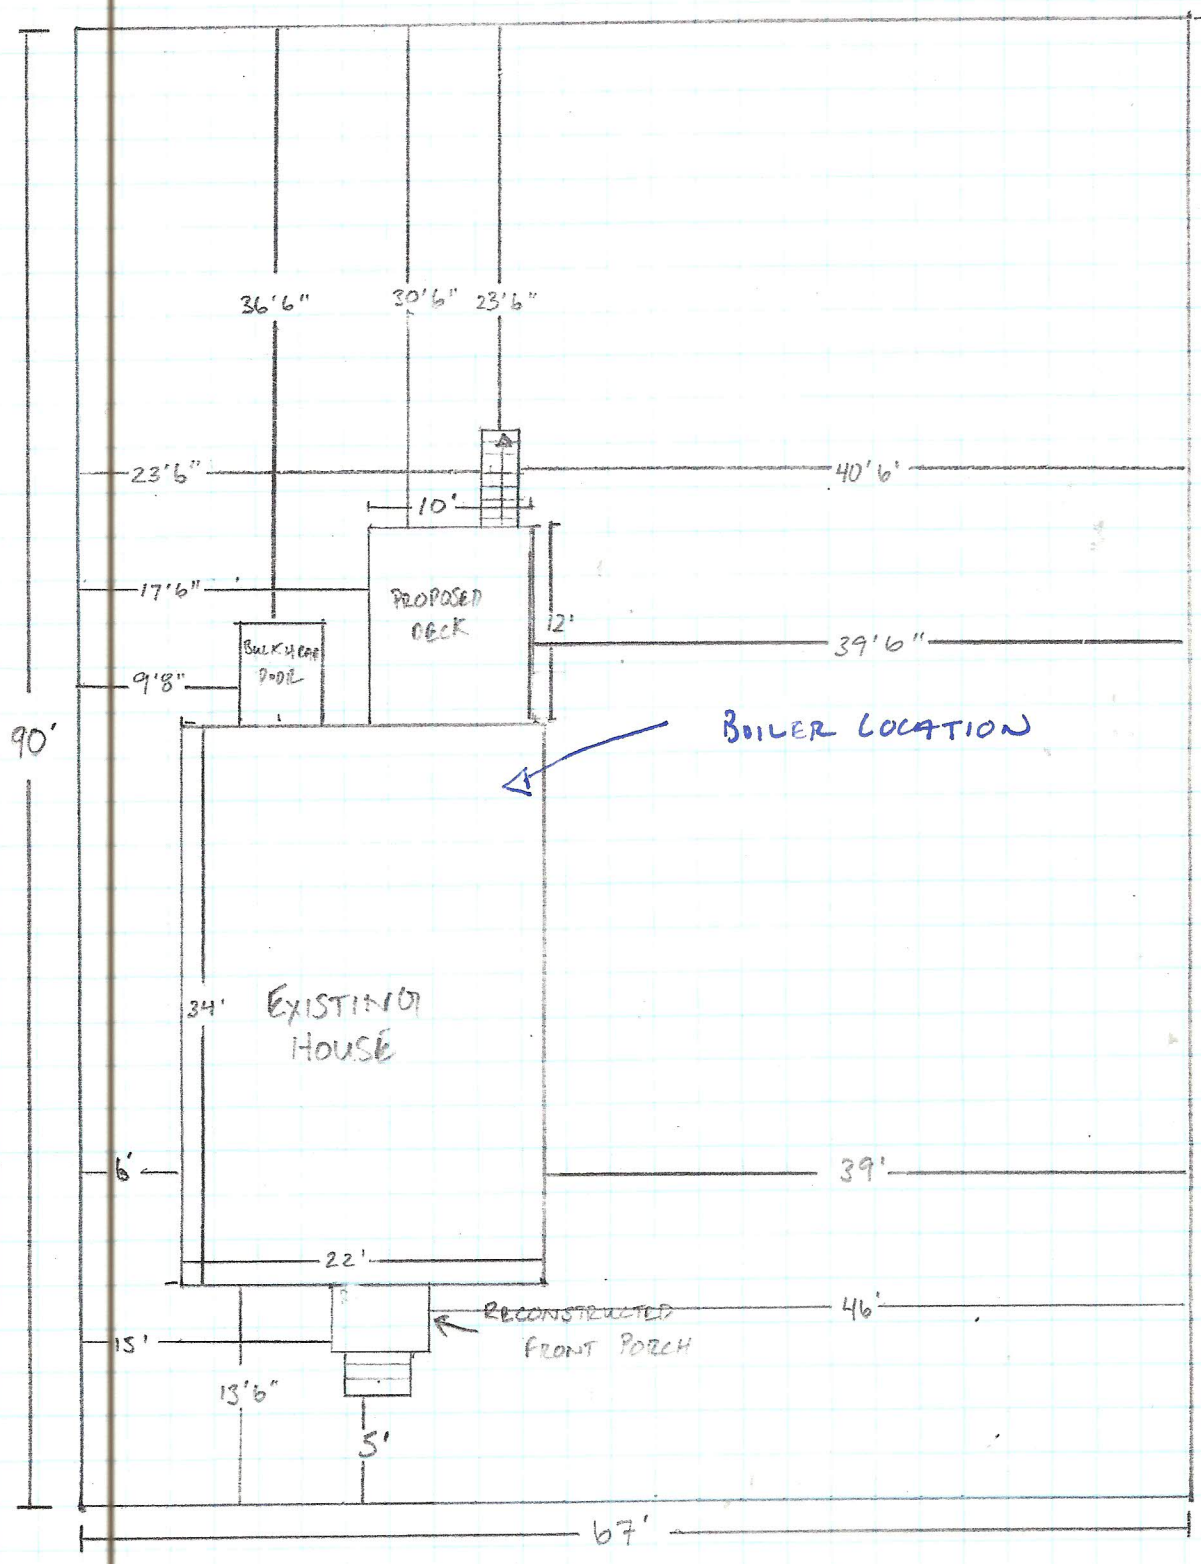 36'6"
30'6"
23'6"
23'6"
40'6'
10'
17'6"
PROPOSED
DECK
12'
39'6"
BULKHEAD
DOOR
9'8"
90'
BOILER LOCATION
34'
EXISTING
HOUSE
6'
39'
22'
RECONSTRUCTED
FRONT PORCH
46'
15'
13'6"
5'
67'